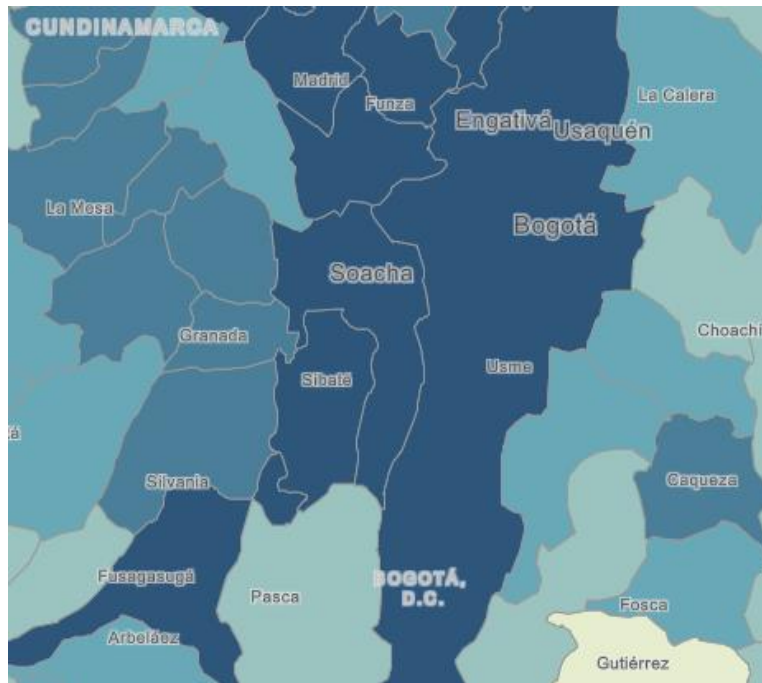 CUNDINAMARCA
Madrid
La Calera
Funza
Engativá
Usaquén
La Mesa
Bogotá
Soacha
Granada
Choachí
Usme
Sibaté
Silvania
Caqueza
Fusagasugá
BOGOTÁ,
D.C.
Pasca
Fosca
Arbeláez
Gutiérrez